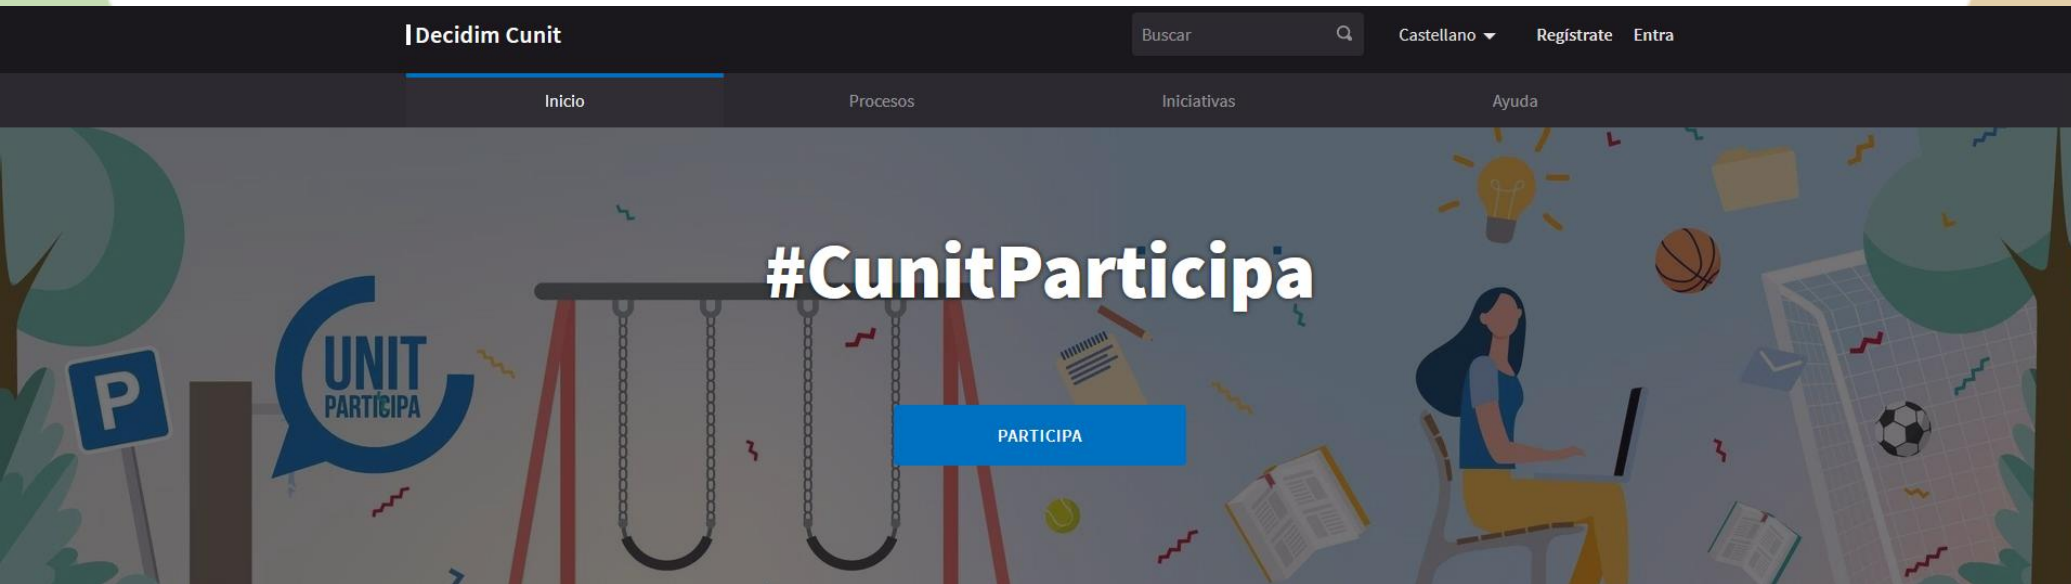 Decidim Cunit
Buscar
Castellano
Regístrate
Entra
Inicio
Procesos
Iniciativas
Ayuda
#CunitParticipa
P
UNIT
PARTICIPA
PARTICIPA